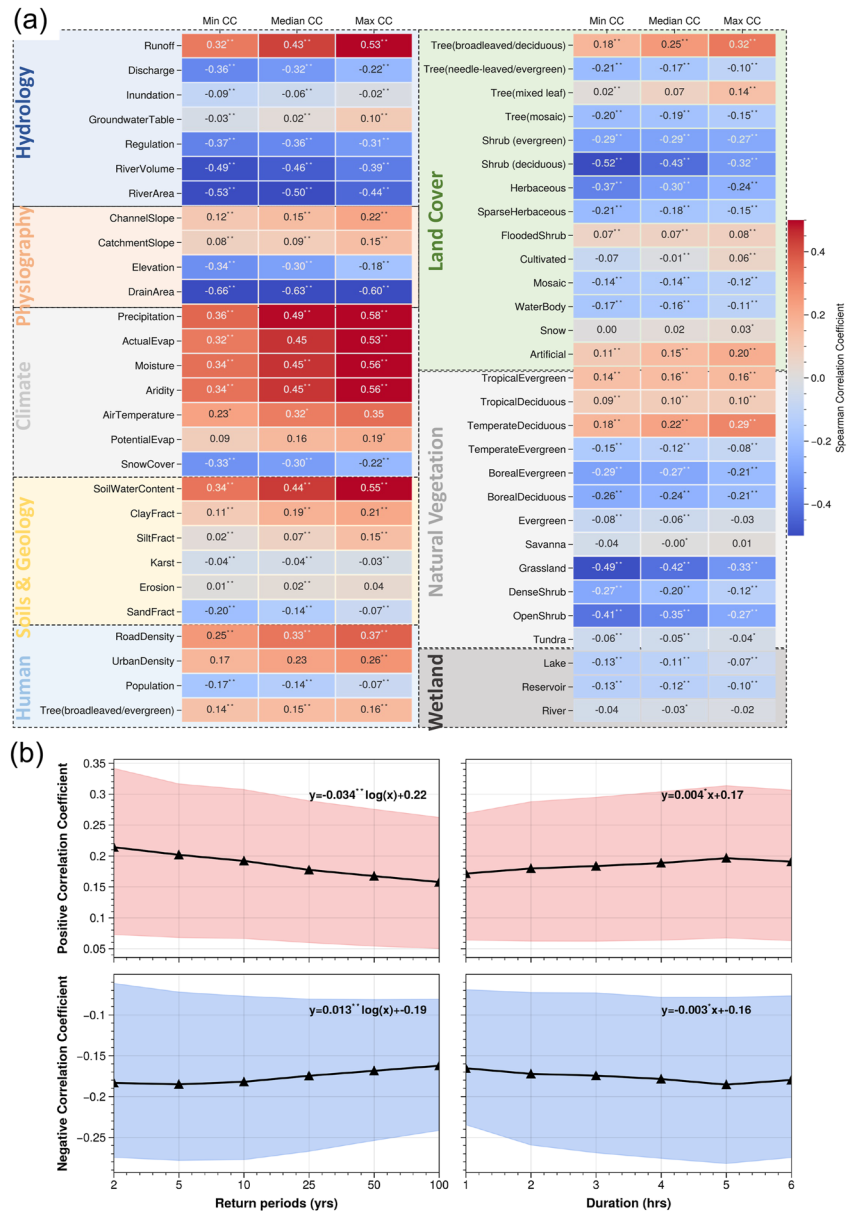 (a)
Min CC Median CC Max CC
Hydrology
Runoff 0.32** 0.43** 0.53**
Discharge -0.36** -0.32** -0.22**
Inundation -0.09** -0.06** -0.02**
GroundwaterTable -0.03** 0.02** 0.10**
Regulation -0.37** -0.36** -0.31**
RiverVolume -0.49** -0.46** -0.39**
RiverArea -0.53** -0.50** -0.44**
Physiography
ChannelSlope 0.12** 0.15** 0.22**
CatchmentSlope 0.08** 0.09** 0.15**
Elevation -0.34** -0.30** -0.18**
DrainArea -0.66** -0.63** -0.60**
Climate
Precipitation 0.36** 0.49** 0.58**
ActualEvap 0.32** 0.45 0.53**
Moisture 0.34** 0.45** 0.56**
Aridity 0.34** 0.45** 0.56**
AirTemperature 0.23* 0.32* 0.35
PotentialEvap 0.09 0.16 0.19*
SnowCover -0.33** -0.30** -0.22**
Soils & Geology
SoilWaterContent 0.34** 0.44** 0.55**
ClayFract 0.11** 0.19** 0.21**
SiltFract 0.02** 0.07** 0.15**
Karst -0.04** -0.04** -0.03**
Erosion 0.01** 0.02** 0.04
SandFract -0.20** -0.14** -0.07**
Human
RoadDensity 0.25** 0.33** 0.37**
UrbanDensity 0.17 0.23 0.26**
Population -0.17** -0.14** -0.07**
Tree(broadleaved/evergreen) 0.14** 0.15** 0.16**
Min CC Median CC Max CC
Land Cover
Tree(broadleaved/deciduous) 0.18** 0.25** 0.32**
Tree(needle-leaved/evergreen) -0.21** -0.17** -0.10**
Tree(mixed leaf) 0.02** 0.07 0.14**
Tree(mosaic) -0.20** -0.19** -0.15**
Shrub (evergreen) -0.29** -0.29** -0.27**
Shrub (deciduous) -0.52** -0.43** -0.32**
Herbaceous -0.37** -0.30** -0.24**
SparseHerbaceous -0.21** -0.18** -0.15**
FloodedShrub 0.07** 0.07** 0.08**
Cultivated -0.07 -0.01** 0.06**
Mosaic -0.14** -0.14** -0.12**
WaterBody -0.17** -0.16** -0.11**
Snow 0.00 0.02 0.03*
Artificial 0.11** 0.15** 0.20**
Natural Vegetation
TropicalEvergreen 0.14** 0.16** 0.16**
TropicalDeciduous 0.09** 0.10** 0.10**
TemperateDeciduous 0.18** 0.22** 0.29**
TemperateEvergreen -0.15** -0.12** -0.08**
BorealEvergreen -0.29** -0.27** -0.21**
BorealDeciduous -0.26** -0.24** -0.21**
Evergreen -0.08** -0.06** -0.03
Savanna -0.04 -0.00* 0.01
Grassland -0.49** -0.42** -0.33**
DenseShrub -0.27** -0.20** -0.12**
OpenShrub -0.41** -0.35** -0.27**
Tundra -0.06** -0.05** -0.04*
Wetland
Lake -0.13** -0.11** -0.07**
Reservoir -0.13** -0.12** -0.10**
River -0.04 -0.03* -0.02
0.4
0.2
0.0
−0.2
−0.4
Spearman Correlation Coefficient
(b)
Positive Correlation Coefficient
0.35
0.3
0.25
0.2
0.15
0.1
0.05
y=-0.034**log(x)+0.22
y=0.004*x+0.17
Negative Correlation Coefficient
−0.1
−0.15
−0.2
−0.25
y=0.013**log(x)+-0.19
y=-0.003*x+-0.16
2 5 10 25 50 100
Return periods (yrs)
1 2 3 4 5 6
Duration (hrs)